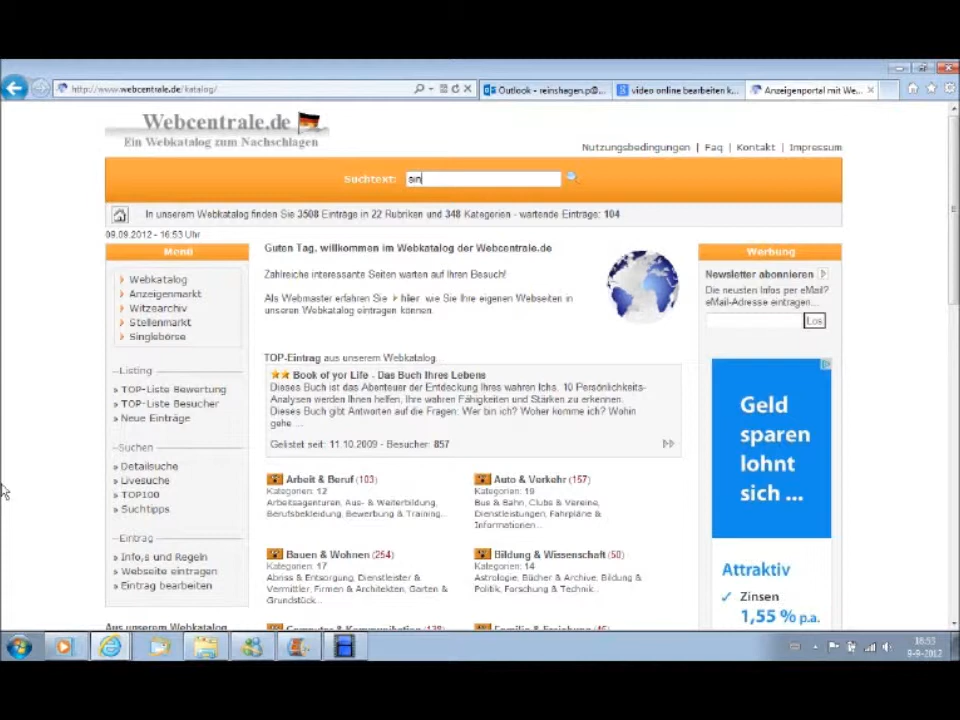 http://www.webcentrale.de/katalog/
Outlook - reinshagen.p@...
video online bearbeiten k...
Anzeigenportal mit We...
Webcentrale.de
Ein Webkatalog zum Nachschlagen
Nutzungsbedingungen | Faq | Kontakt | Impressum
Suchtext: sin
In unserem Webkatalog finden Sie 3508 Einträge in 22 Rubriken und 348 Kategorien - wartende Einträge: 104
09.09.2012 - 16:53 Uhr
Menü
Webkatalog
Anzeigenmarkt
Witzearchiv
Stellenmarkt
Singlebörse
Listing
» TOP-Liste Bewertung
» TOP-Liste Besucher
» Neue Einträge
Suchen
» Detailsuche
» Livesuche
» TOP100
» Suchtipps
Eintrag
» Info,s und Regeln
» Webseite eintragen
» Eintrag bearbeiten
Aus unserem Webkatalog
Guten Tag, willkommen im Webkatalog der Webcentrale.de
Zahlreiche interessante Seiten warten auf Ihren Besuch!
Als Webmaster erfahren Sie hier wie Sie Ihre eigenen Webseiten in
unseren Webkatalog eintragen können.
TOP-Eintrag aus unserem Webkatalog
Book of yor Life - Das Buch Ihres Lebens
Dieses Buch ist das Abenteuer der Entdeckung Ihres wahren Ichs. 10 Persönlichkeits-
Analysen werden Ihnen helfen, Ihre wahren Fähigkeiten und Stärken zu erkennen.
Dieses Buch gibt Antworten auf die Fragen: Wer bin ich? Woher komme ich? Wohin
gehe ...
Gelistet seit: 11.10.2009 - Besucher: 857
Arbeit & Beruf (103)
Kategorien: 12
Arbeitsagenturen, Aus- & Weiterbildung,
Berufsbekleidung, Bewerbung & Training...
Auto & Verkehr (157)
Kategorien: 19
Bus & Bahn, Clubs & Vereine,
Dienstleistungen, Fahrpläne &
Informationen...
Bauen & Wohnen (254)
Kategorien: 17
Abriss & Entsorgung, Dienstleister &
Vermittler, Firmen & Architekten, Garten &
Grundstück...
Bildung & Wissenschaft (50)
Kategorien: 14
Astrologie, Bücher & Archive, Bildung &
Politik, Forschung & Technik...
Werbung
Newsletter abonnieren
Die neusten Infos per eMail?
eMail-Adresse eintragen...
Los
Geld
sparen
lohnt
sich ...
Attraktiv
✓ Zinsen
1,55 % p.a.
9-9-2012